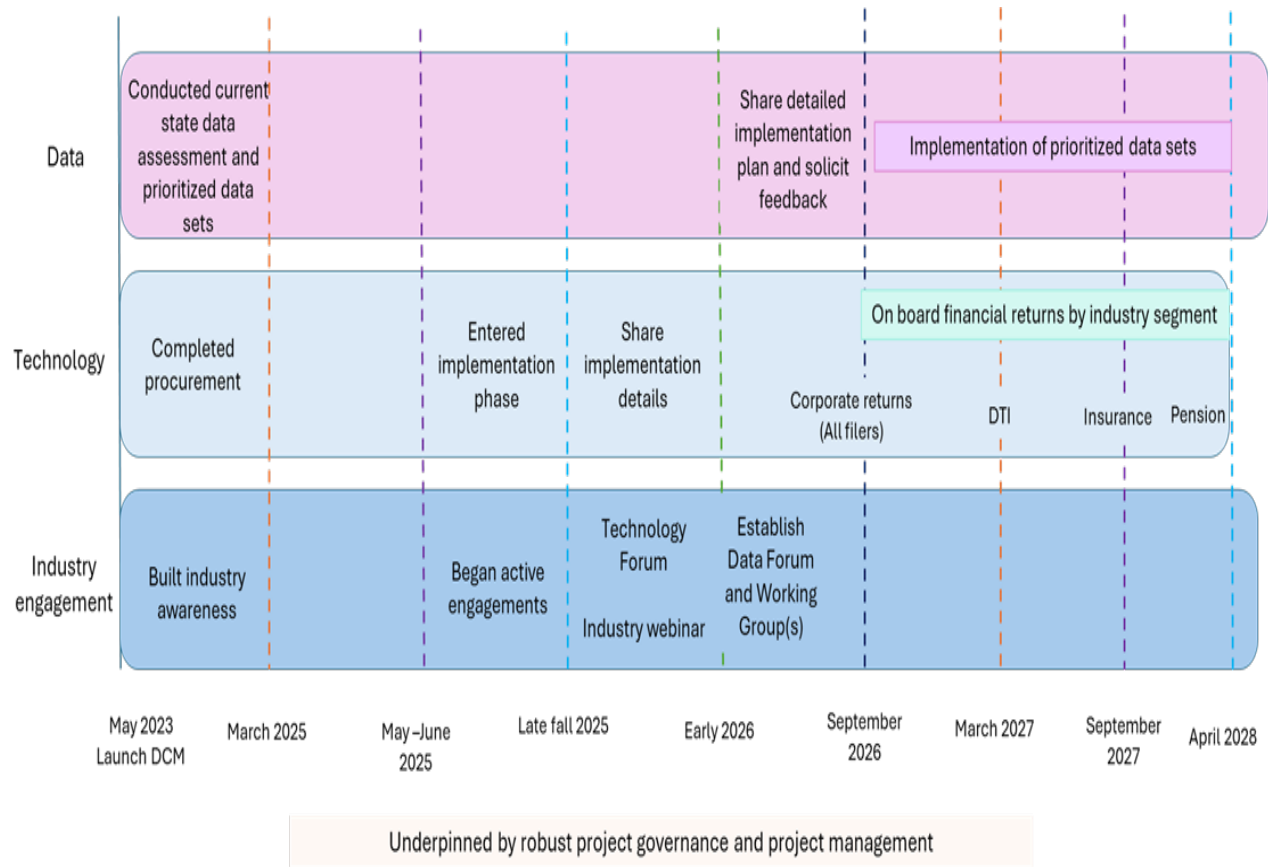 Data
Conducted current
state data
assessment and
prioritized data
sets
Share detailed
implementation
plan and solicit
feedback
Implementation of prioritized data sets
Technology
Completed
procurement
Entered
implementation
phase
Share
implementation
details
On board financial returns by industry segment
Corporate returns
(All filers)
DTI
Insurance
Pension
Industry
engagement
Built industry
awareness
Began active
engagements
Technology
Forum
Industry webinar
Establish
Data Forum
and Working
Group(s)
May 2023
Launch DCM
March 2025
May –June
2025
Late fall 2025
Early 2026
September
2026
March 2027
September
2027
April 2028
Underpinned by robust project governance and project management